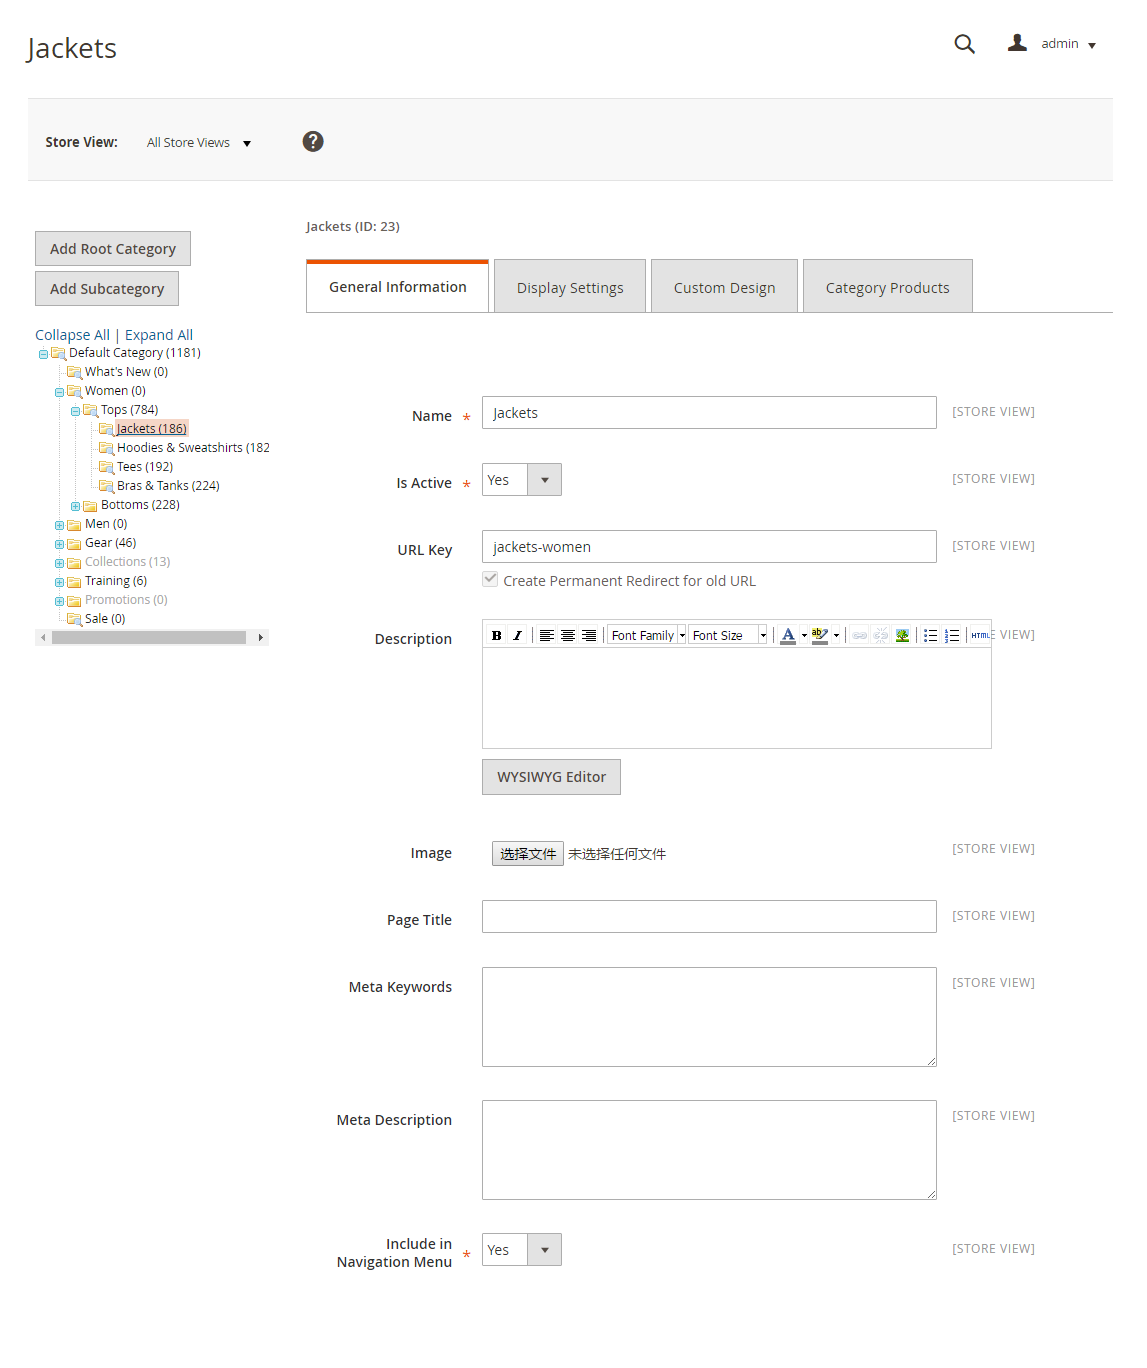 Jackets
admin
Store View: All Store Views
Jackets (ID: 23)
Add Root Category
Add Subcategory
General Information
Display Settings
Custom Design
Category Products
Collapse All | Expand All
Default Category (1181)
What's New (0)
Women (0)
Tops (784)
Jackets (186)
Hoodies & Sweatshirts (182
Tees (192)
Bras & Tanks (224)
Bottoms (228)
Men (0)
Gear (46)
Collections (13)
Training (6)
Promotions (0)
Sale (0)
Name * Jackets [STORE VIEW]
Is Active * Yes [STORE VIEW]
URL Key jackets-women [STORE VIEW]
Create Permanent Redirect for old URL
Description B I Font Family Font Size A ab HTML E VIEW]
WYSIWYG Editor
Image 选择文件 未选择任何文件 [STORE VIEW]
Page Title [STORE VIEW]
Meta Keywords [STORE VIEW]
Meta Description [STORE VIEW]
Include in
Navigation Menu * Yes [STORE VIEW]